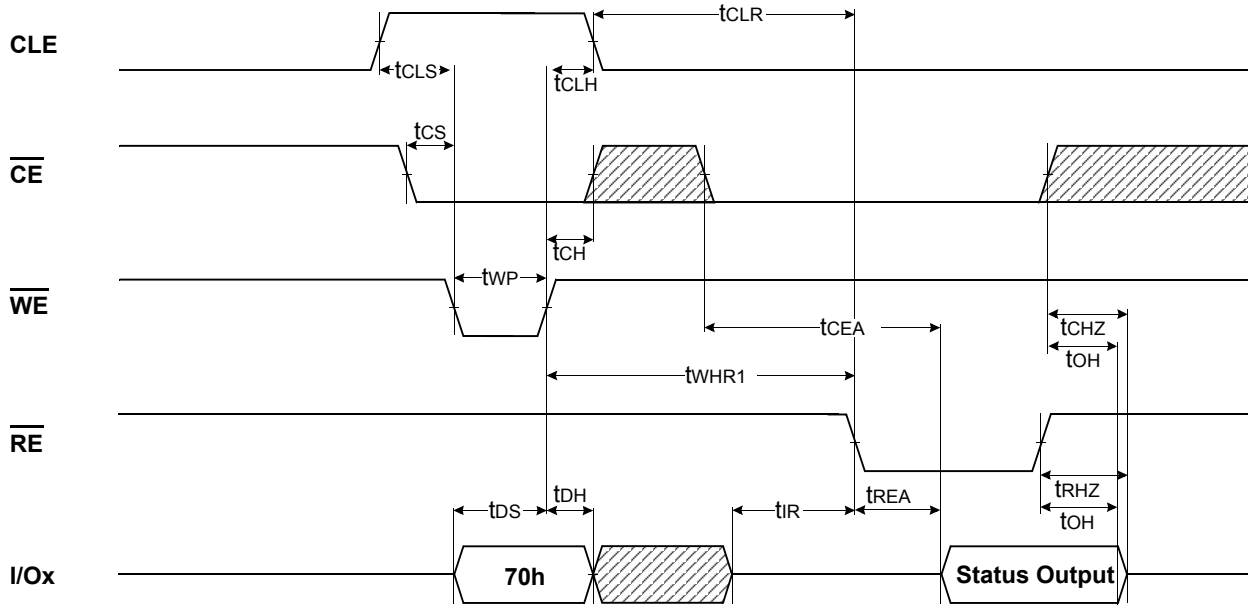 tCLR
CLE
tCLS
tCLH
tCS
CE
tCH
tWP
WE
tCEA
tCHZ
tOH
tWHR1
RE
tDH
tRHZ
tDS
tIR
tREA
tOH
I/Ox
70h
Status Output